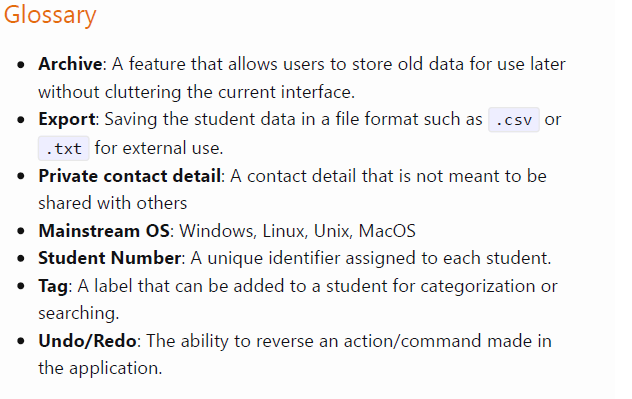 Glossary
Archive: A feature that allows users to store old data for use later
without cluttering the current interface.
Export: Saving the student data in a file format such as .csv or
.txt for external use.
Private contact detail: A contact detail that is not meant to be
shared with others
Mainstream OS: Windows, Linux, Unix, MacOS
Student Number: A unique identifier assigned to each student.
Tag: A label that can be added to a student for categorization or
searching.
Undo/Redo: The ability to reverse an action/command made in
the application.